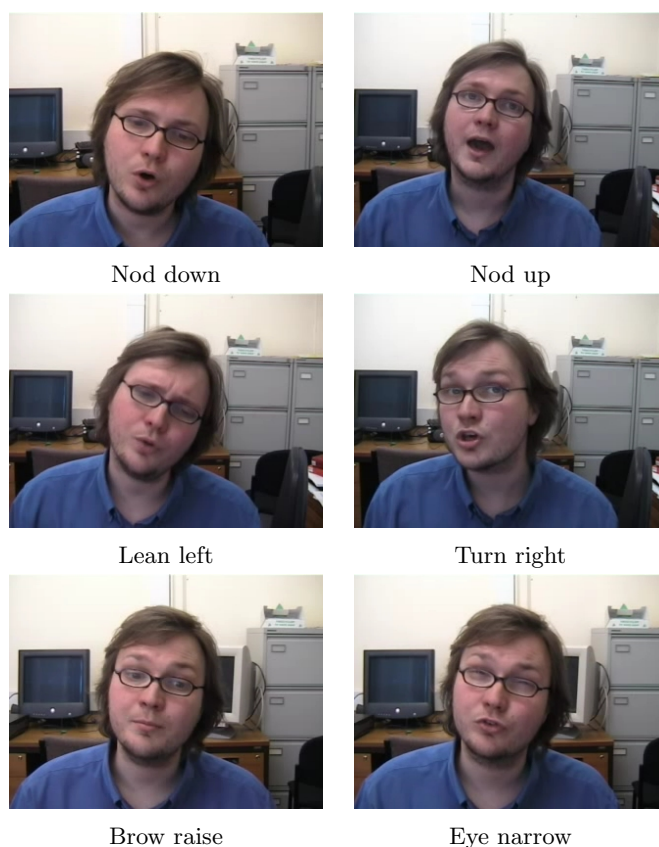 Nod down
Nod up
Lean left
Turn right
Brow raise
Eye narrow